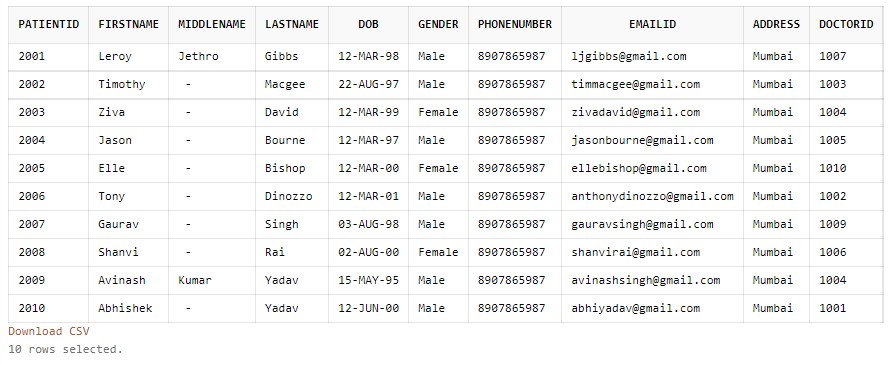 PATIENTID FIRSTNAME MIDDLENAME LASTNAME DOB GENDER PHONENUMBER EMAILID ADDRESS DOCTORID
2001 Leroy Jethro Gibbs 12-MAR-98 Male 8907865987 ljgibbs@gmail.com Mumbai 1007
2002 Timothy - Macgee 22-AUG-97 Male 8907865987 timmacgee@gmail.com Mumbai 1003
2003 Ziva - David 12-MAR-99 Female 8907865987 zivadavid@gmail.com Mumbai 1004
2004 Jason - Bourne 12-MAR-97 Male 8907865987 jasonbourne@gmail.com Mumbai 1005
2005 Elle - Bishop 12-MAR-00 Female 8907865987 ellebishop@gmail.com Mumbai 1010
2006 Tony - Dinozzo 12-MAR-01 Male 8907865987 anthonydinozzo@gmail.com Mumbai 1002
2007 Gaurav - Singh 03-AUG-98 Male 8907865987 gauravsingh@gmail.com Mumbai 1009
2008 Shanvi - Rai 02-AUG-00 Female 8907865987 shanvirai@gmail.com Mumbai 1006
2009 Avinash Kumar Yadav 15-MAY-95 Male 8907865987 avinashsingh@gmail.com Mumbai 1004
2010 Abhishek - Yadav 12-JUN-00 Male 8907865987 abhiyadav@gmail.com Mumbai 1001
Download CSV
10 rows selected.